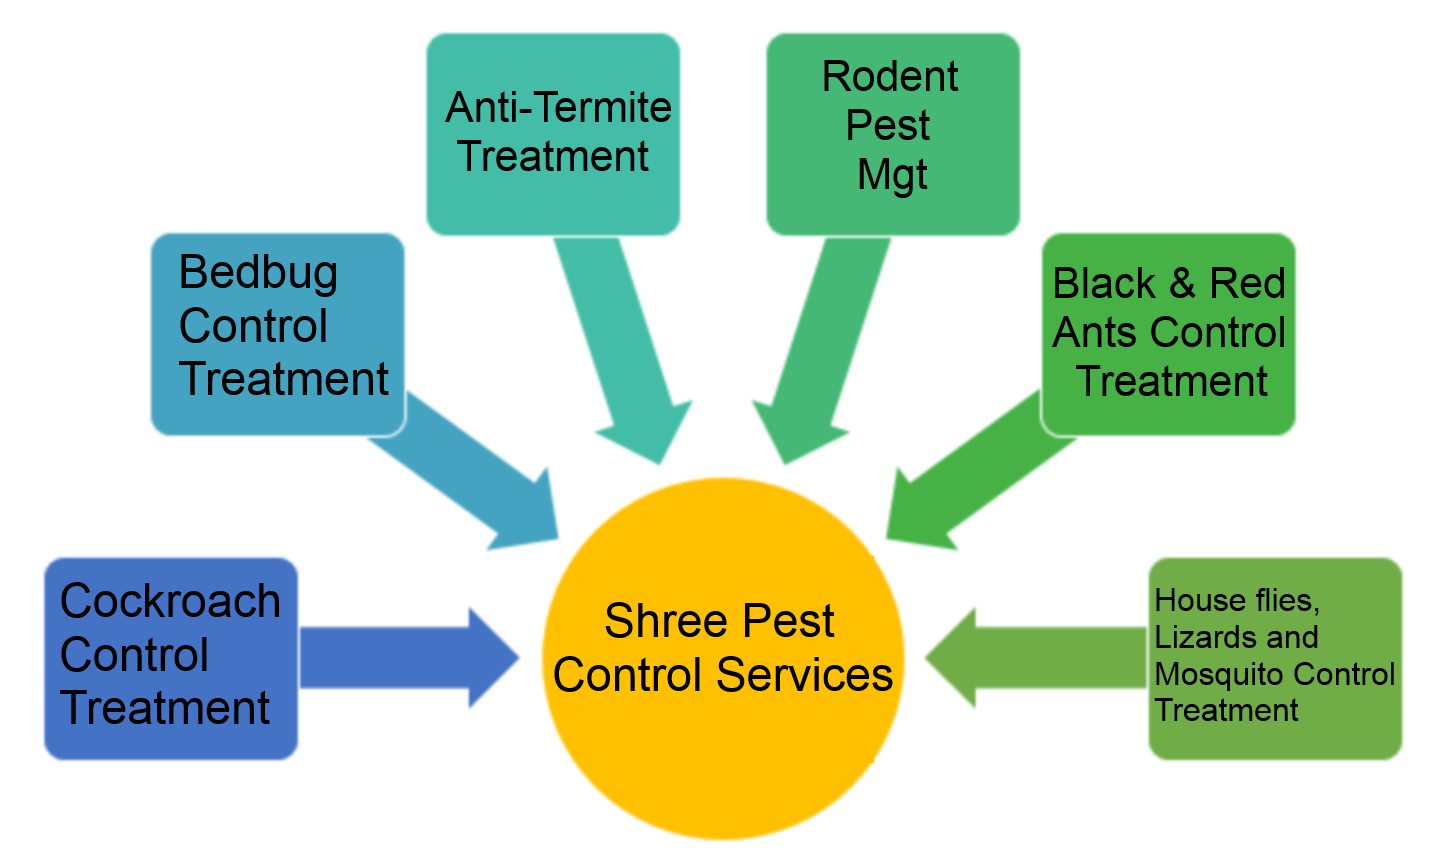 Anti-Termite
Treatment
Rodent
Pest
Mgt
Bedbug
Control
Treatment
Black & Red
Ants Control
Treatment
Cockroach
Control
Treatment
Shree Pest
Control Services
House flies,
Lizards and
Mosquito Control
Treatment